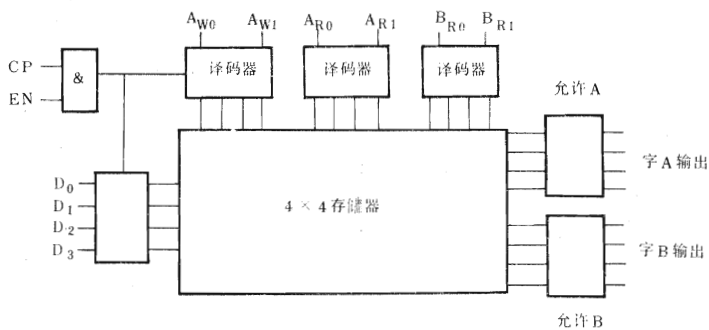 A_W0 A_W1 A_R0 A_R1 B_R0 B_R1
CP
&
EN
译码器 译码器 译码器
允许A
D_0
D_1
D_2
D_3
4×4存储器
字A输出
字B输出
允许B